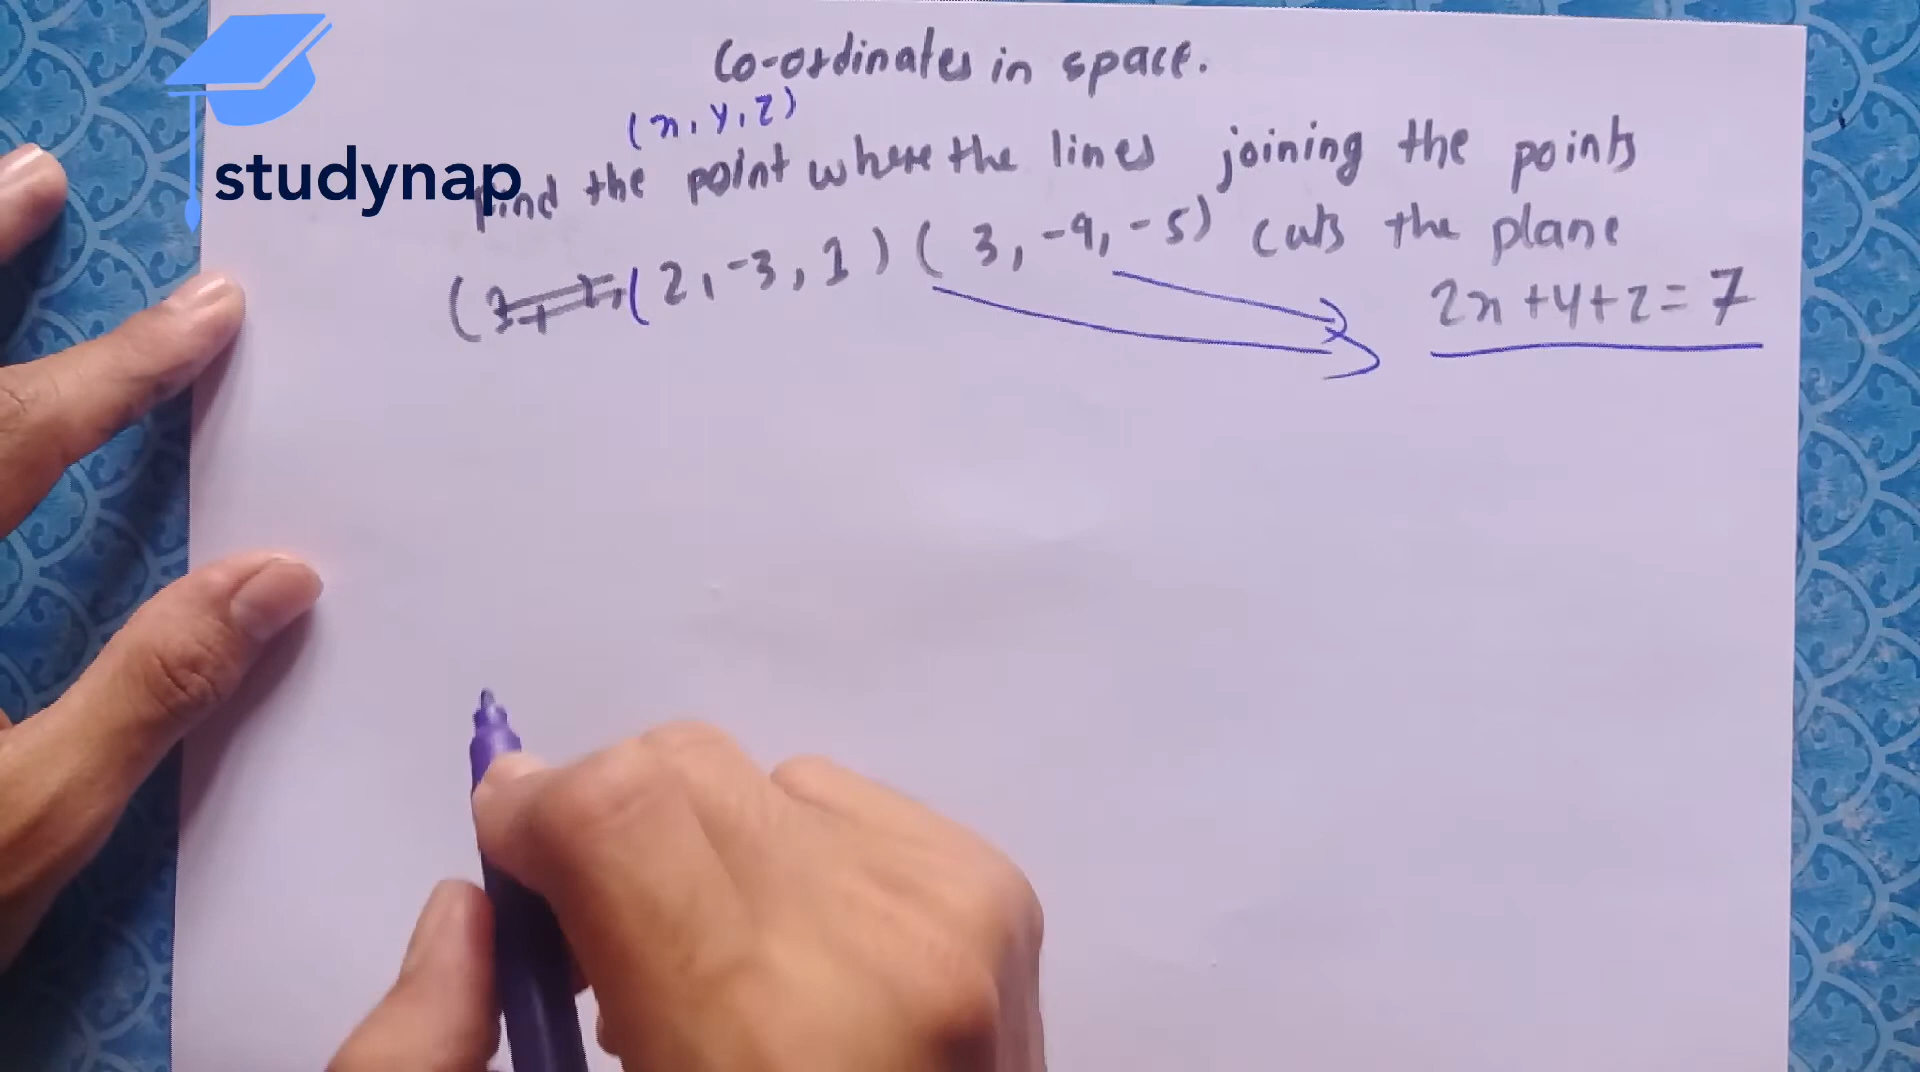 Co-ordinates in space.
(x, y, z)
studynap
Find the point where the lines joining the points
(2, -3, 1) (3, -4, -5) cuts the plane
2x + y + z = 7